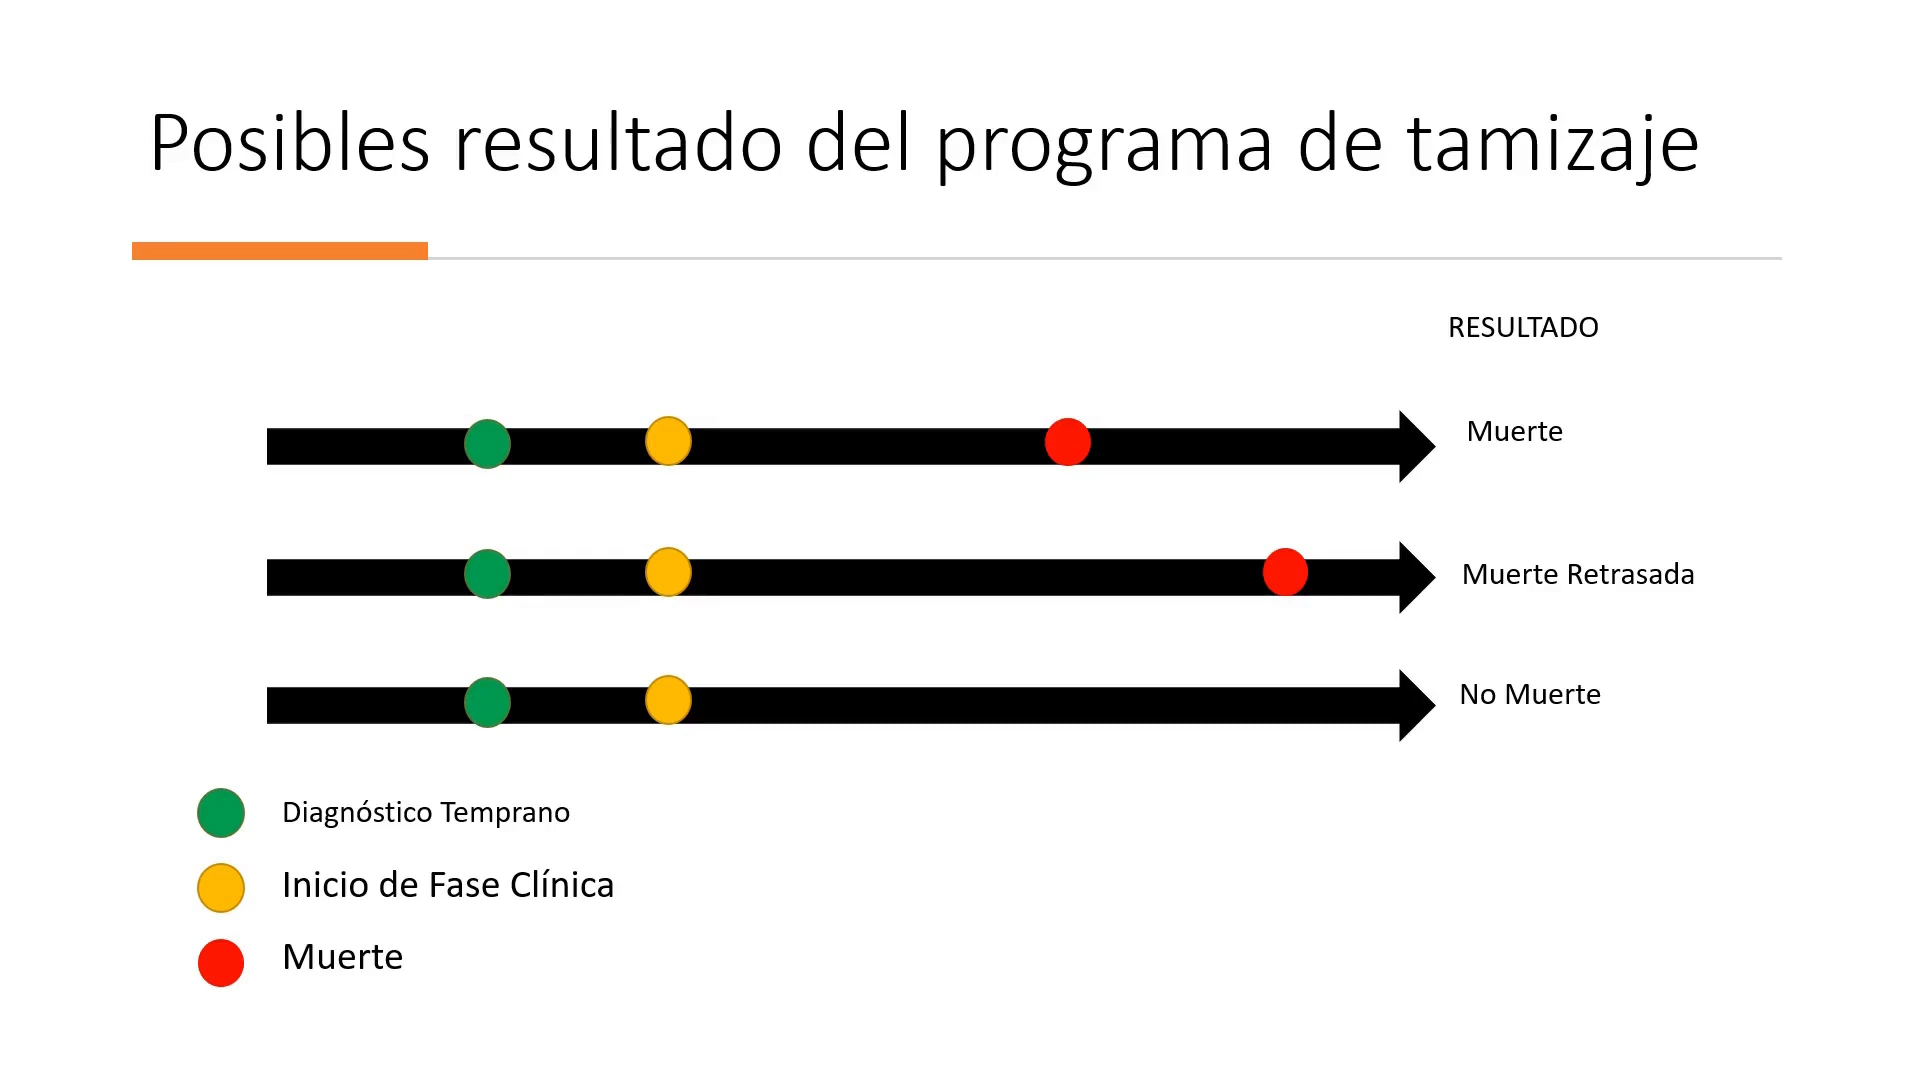 Posibles resultado del programa de tamizaje
RESULTADO
Muerte
Muerte Retrasada
No Muerte
Diagnóstico Temprano
Inicio de Fase Clínica
Muerte